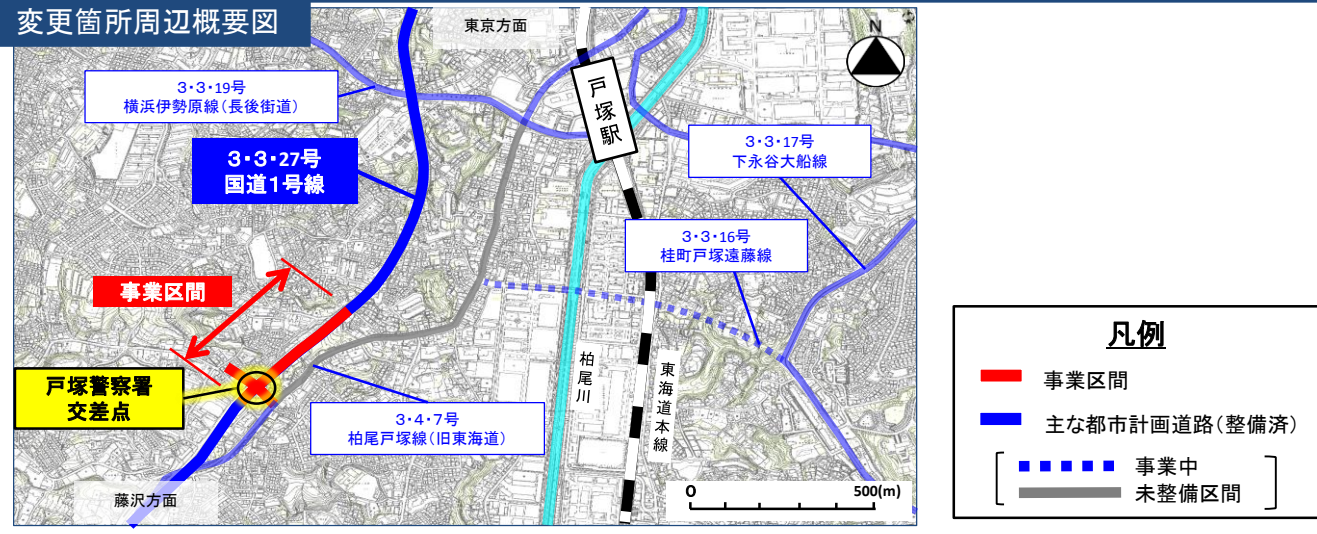 変更箇所周辺概要図
東京方面
N
3・3・19号
横浜伊勢原線(長後街道)
戸塚駅
3・3・27号
国道1号線
3・3・17号
下永谷大船線
3・3・16号
桂町戸塚遠藤線
事業区間
戸塚警察署
交差点
柏尾川
東海道本線
3・4・7号
柏尾戸塚線(旧東海道)
藤沢方面
0 500(m)
凡例
事業区間
主な都市計画道路(整備済)
事業中
未整備区間